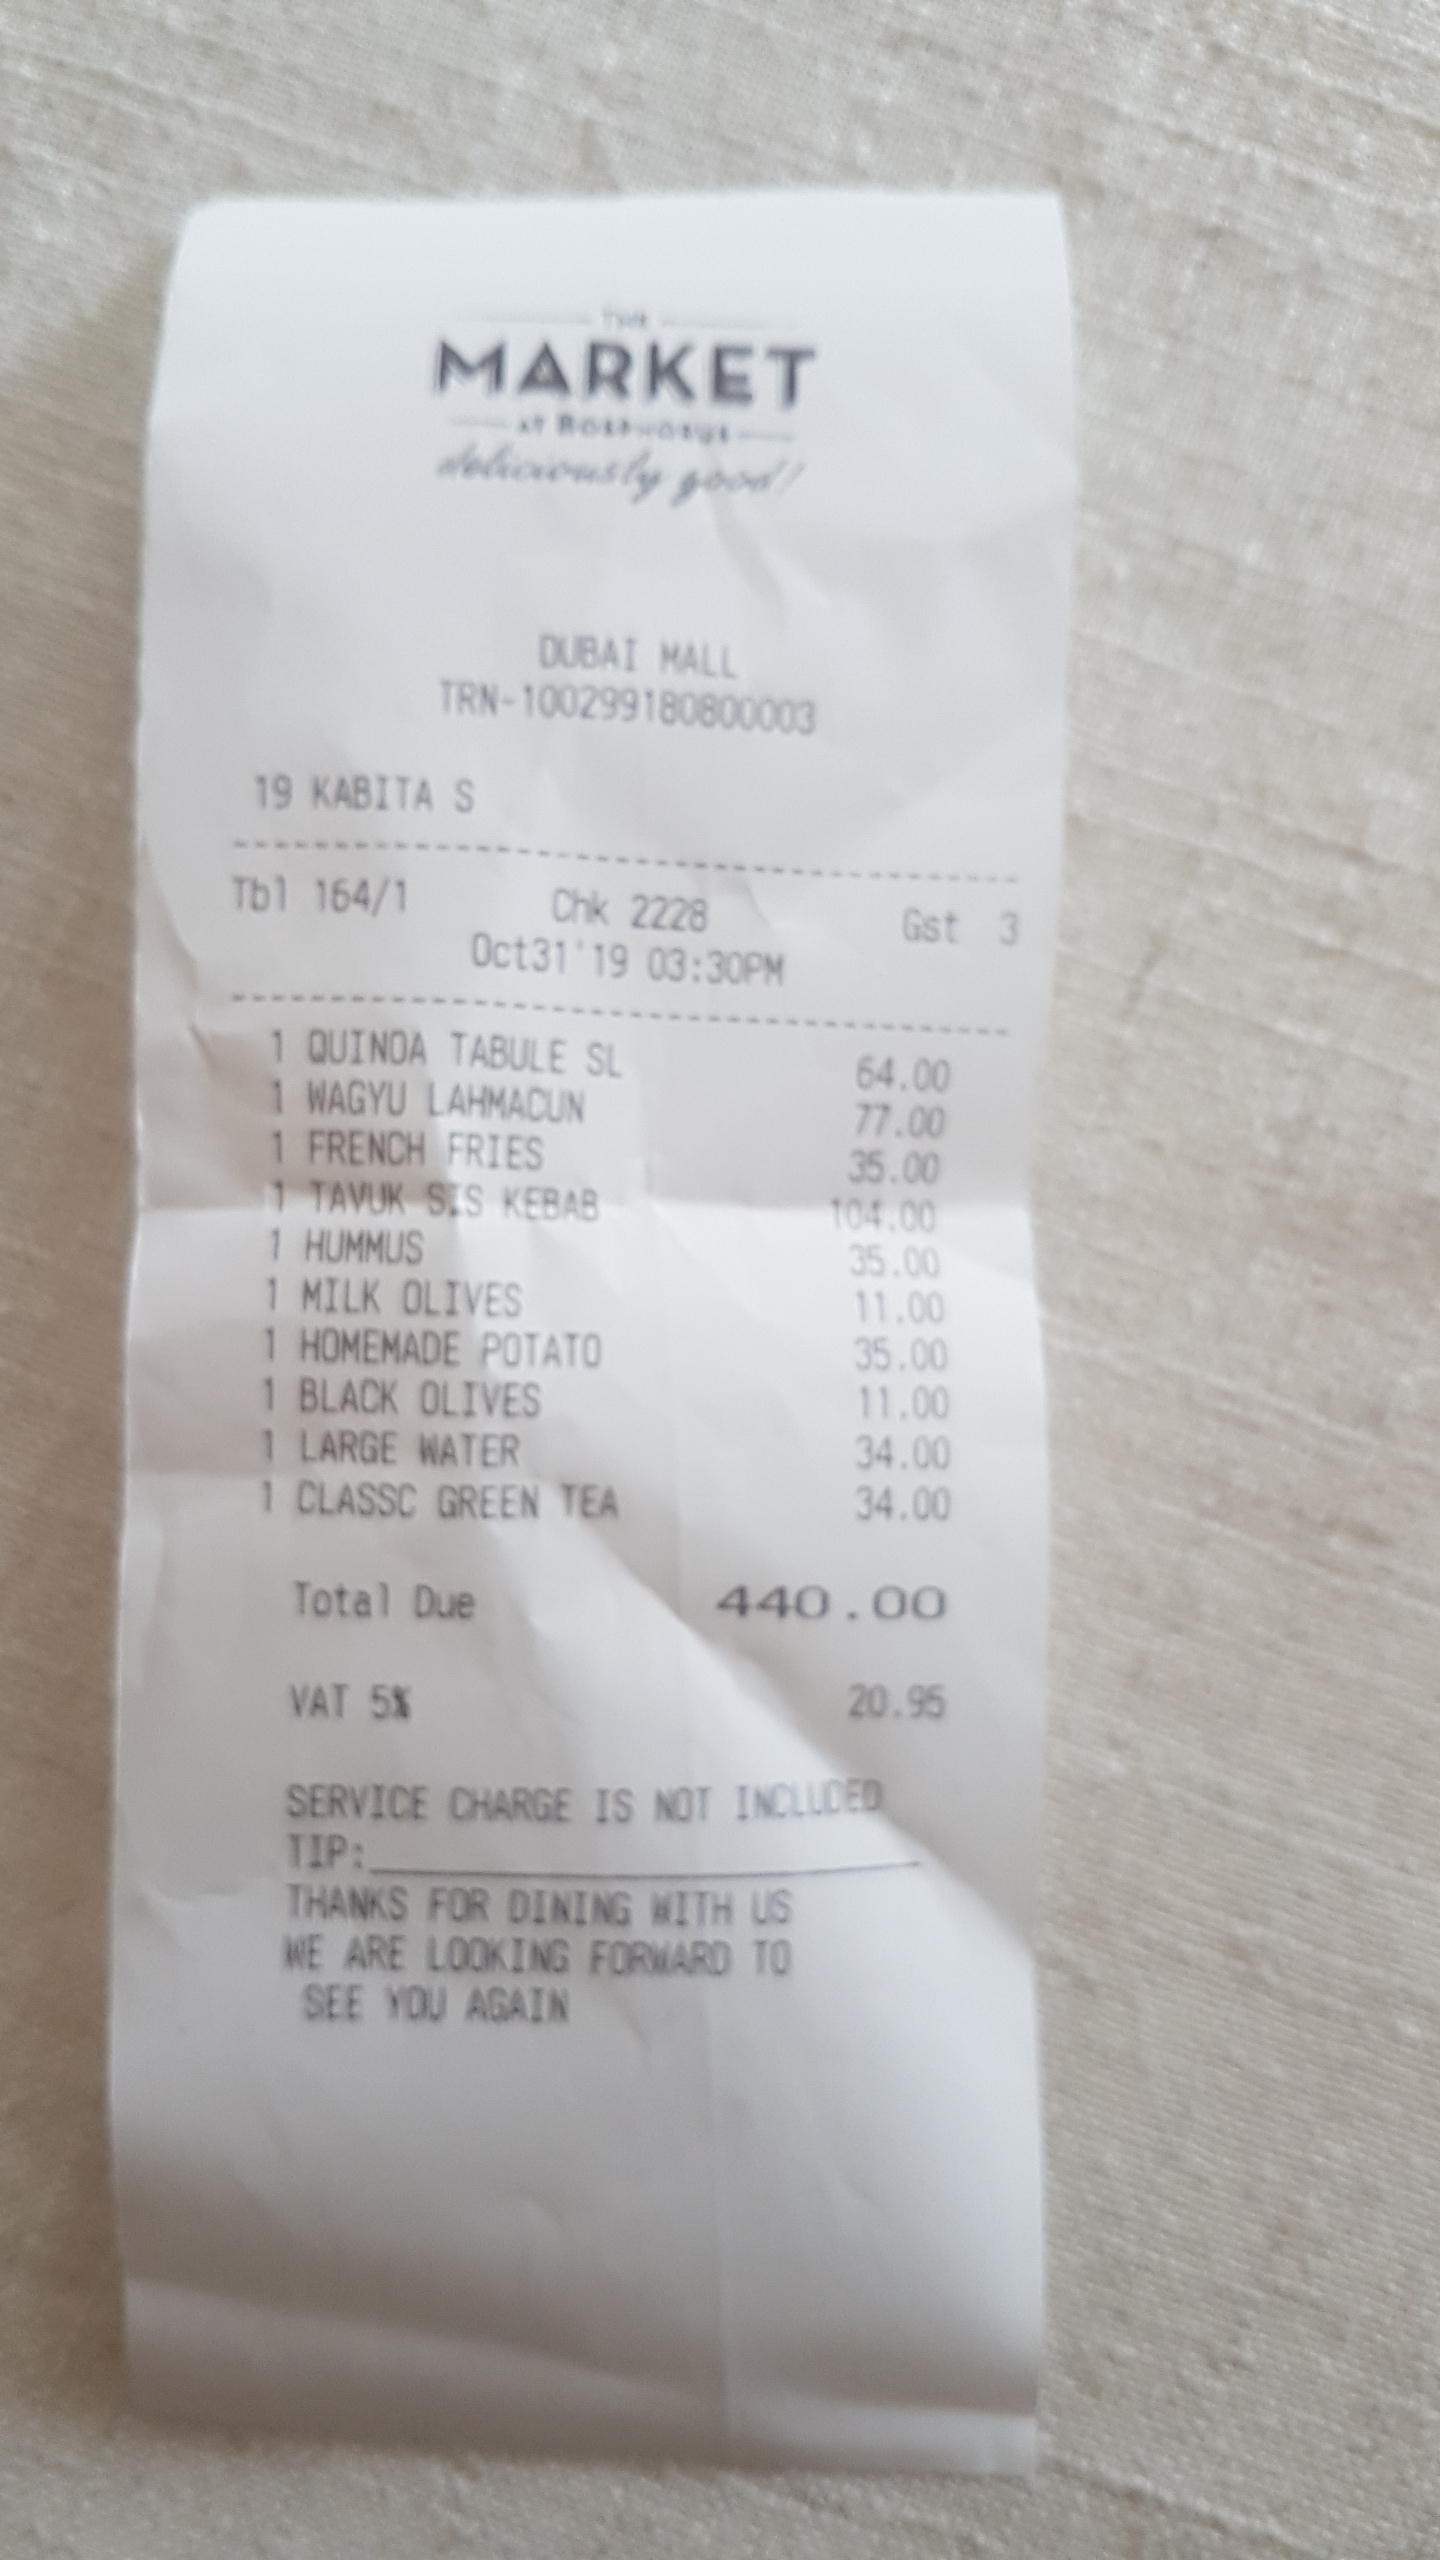 THE
MARKET
AT BOSPHORUS
deliciously good!
DUBAI MALL
TRN-100299180800003
19 KABITA S
Tbl 164/1 Chk 2228 Gst 3
Oct31'19 03:30PM
1 QUINOA TABULE SL 64.00
1 WAGYU LAHMACUN 77.00
1 FRENCH FRIES 35.00
1 TAVUK SIS KEBAB 104.00
1 HUMMUS 35.00
1 MILK OLIVES 11.00
1 HOMEMADE POTATO 35.00
1 BLACK OLIVES 11.00
1 LARGE WATER 34.00
1 CLASSC GREEN TEA 34.00
Total Due 440.00
VAT 5% 20.95
SERVICE CHARGE IS NOT INCLUDED
TIP:
THANKS FOR DINING WITH US
WE ARE LOOKING FORWARD TO
SEE YOU AGAIN